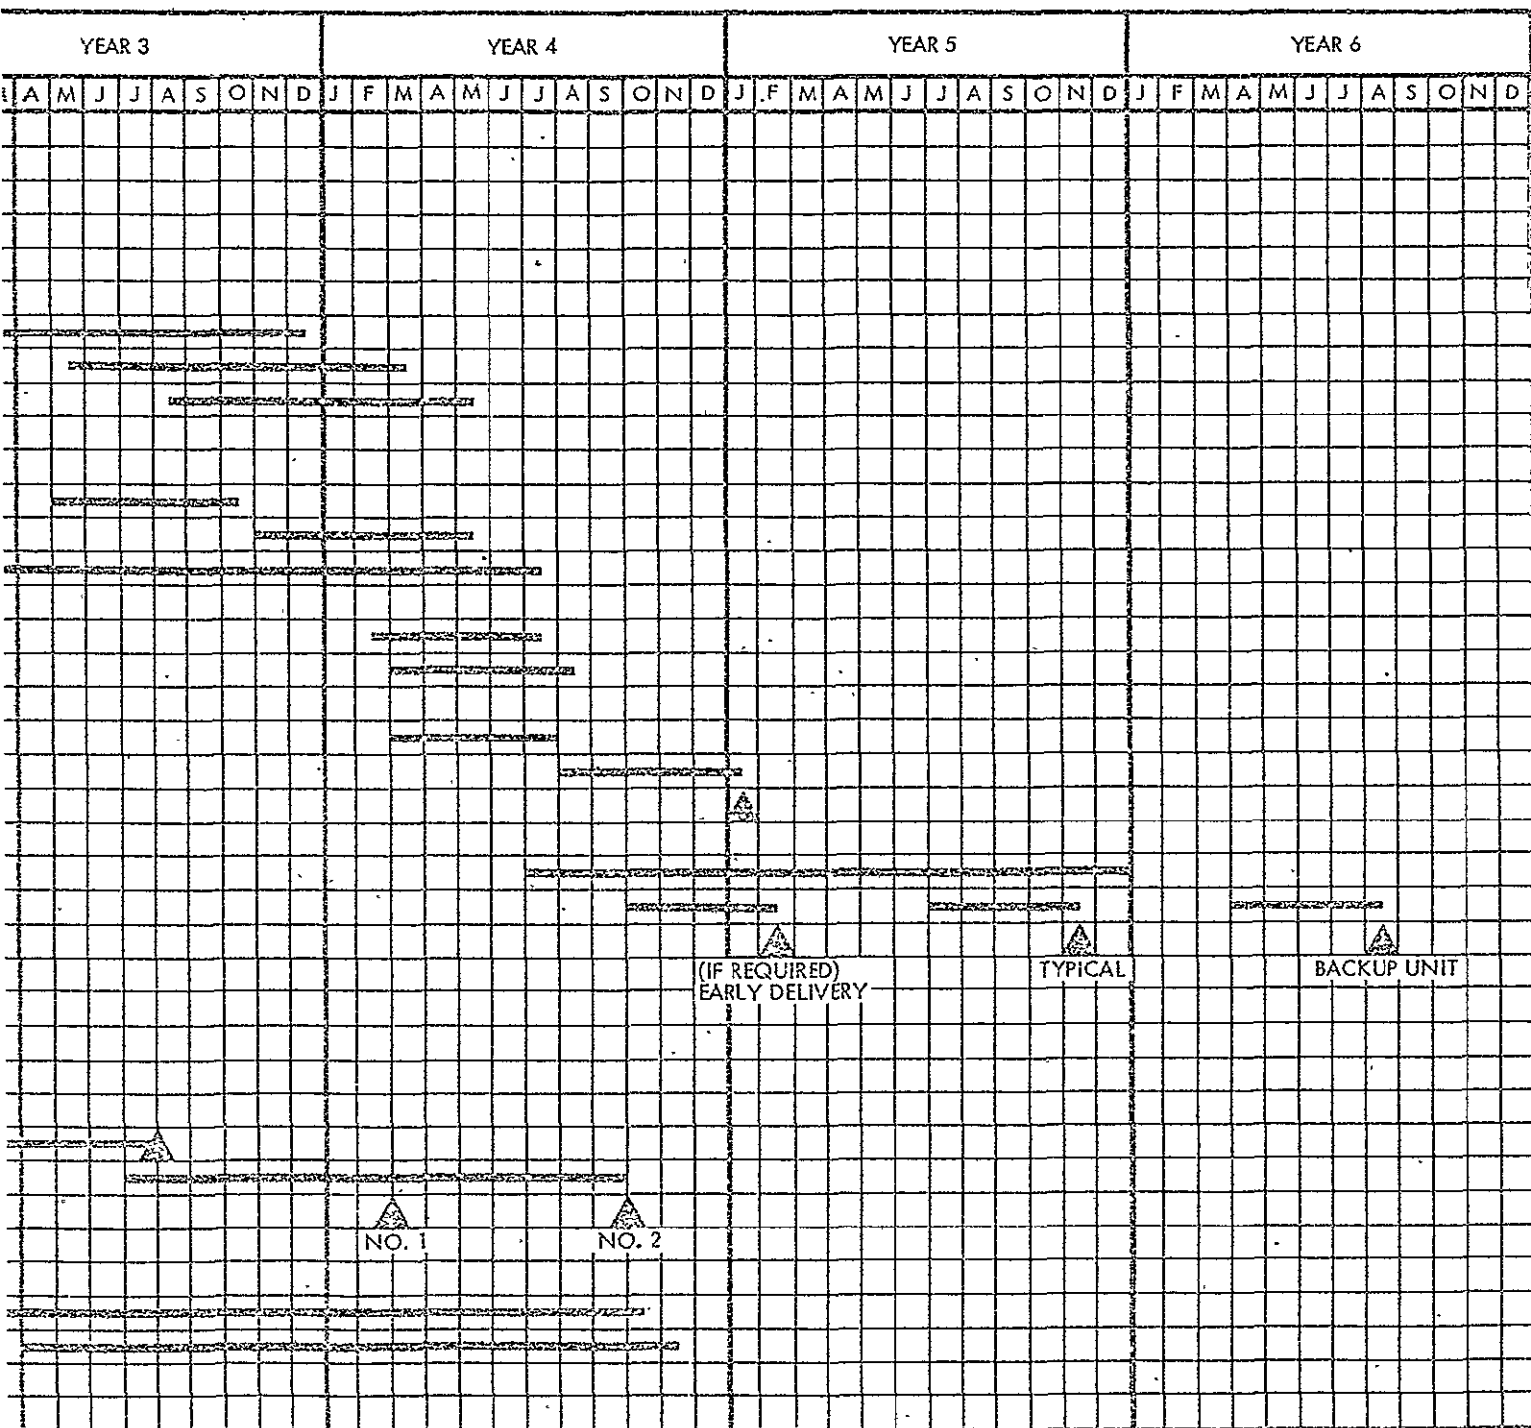 YEAR 3 YEAR 4 YEAR 5 YEAR 6
A M J J A S O N D J F M A M J J A S O N D J F M A M J J A S O N D J F M A M J J A S O N D
(IF REQUIRED) TYPICAL BACKUP UNIT
EARLY DELIVERY
NO. 1 NO. 2